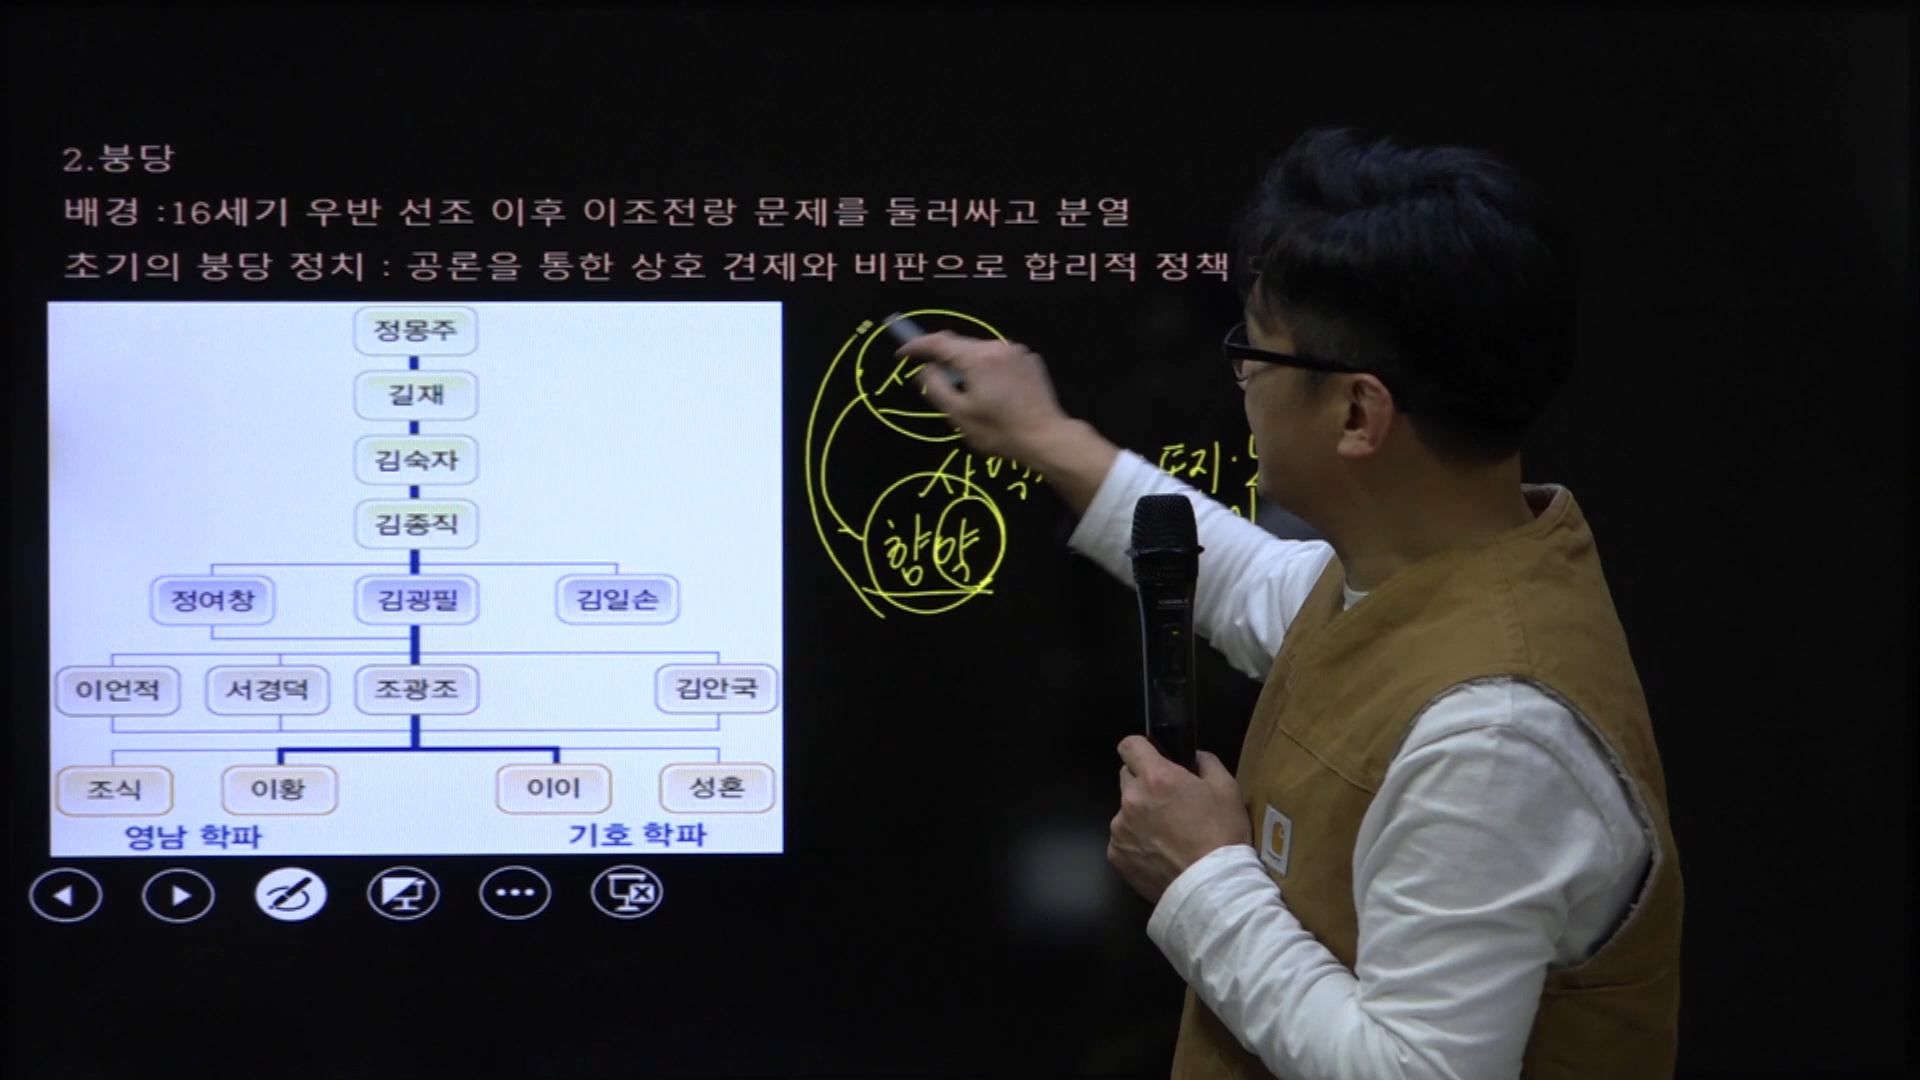 2.붕당
배경 :16세기 우반 선조 이후 이조전랑 문제를 둘러싸고 분열
초기의 붕당 정치 : 공론을 통한 상호 견제와 비판으로 합리적 정책
정몽주
길재
김숙자
김종직
정여창 김굉필 김일손
이언적 서경덕 조광조 김안국
조식 이황 이이 성혼
영남 학파 기호 학파
토지·
향약